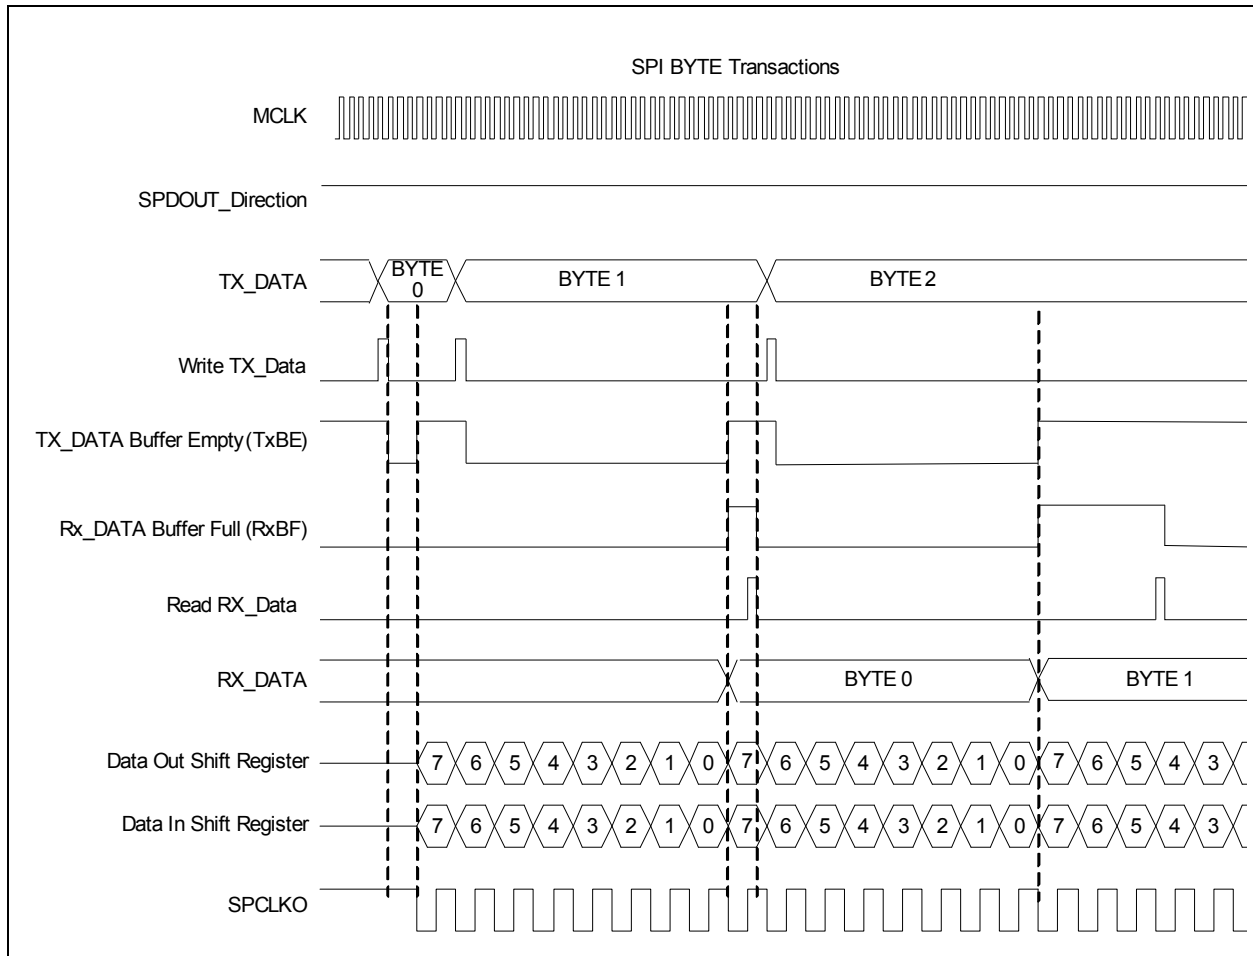 SPI BYTE Transactions
MCLK
SPDOUT_Direction
TX_DATA
BYTE
0
BYTE 1
BYTE 2
Write TX_Data
TX_DATA Buffer Empty (TxBE)
Rx_DATA Buffer Full (RxBF)
Read RX_Data
RX_DATA
BYTE 0
BYTE 1
Data Out Shift Register
7 6 5 4 3 2 1 0 7 6 5 4 3 2 1 0 7 6 5 4 3
Data In Shift Register
7 6 5 4 3 2 1 0 7 6 5 4 3 2 1 0 7 6 5 4 3
SPCLKO